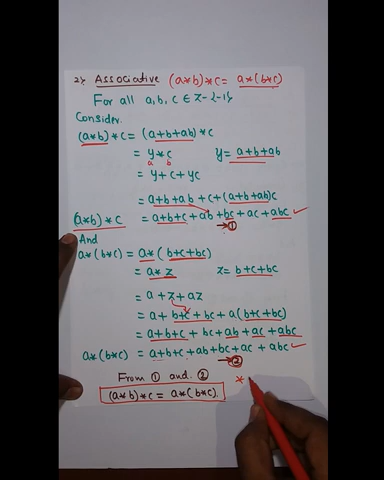 2) Associative (a*b)*c = a*(b*c)
For all a, b, c ∈ Z-{-1}
Consider.
(a*b)*c = (a+b+ab)*c
= y*c y = a+b+ab
a b
= y+c+yc
= a+b+ab+c+(a+b+ab)c
(a*b)*c = a+b+c+ab+bc+ac+abc ✓
→①
And
a*(b*c) = a*(b+c+bc)
= a*z z = b+c+bc
= a+z+az
= a+b+c+bc+a(b+c+bc)
= a+b+c+bc+ab+ac+abc
a*(b*c) = a+b+c+ab+bc+ac+abc ✓
→②
From ① and. ② *
(a*b)*c = a*(b*c).